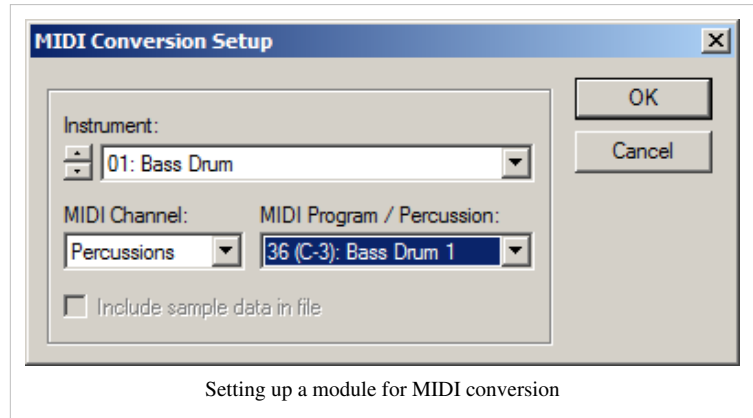 MIDI Conversion Setup
OK
Instrument:
01: Bass Drum
Cancel
MIDI Channel:
MIDI Program / Percussion:
Percussions
36 (C-3): Bass Drum 1
Include sample data in file
Setting up a module for MIDI conversion